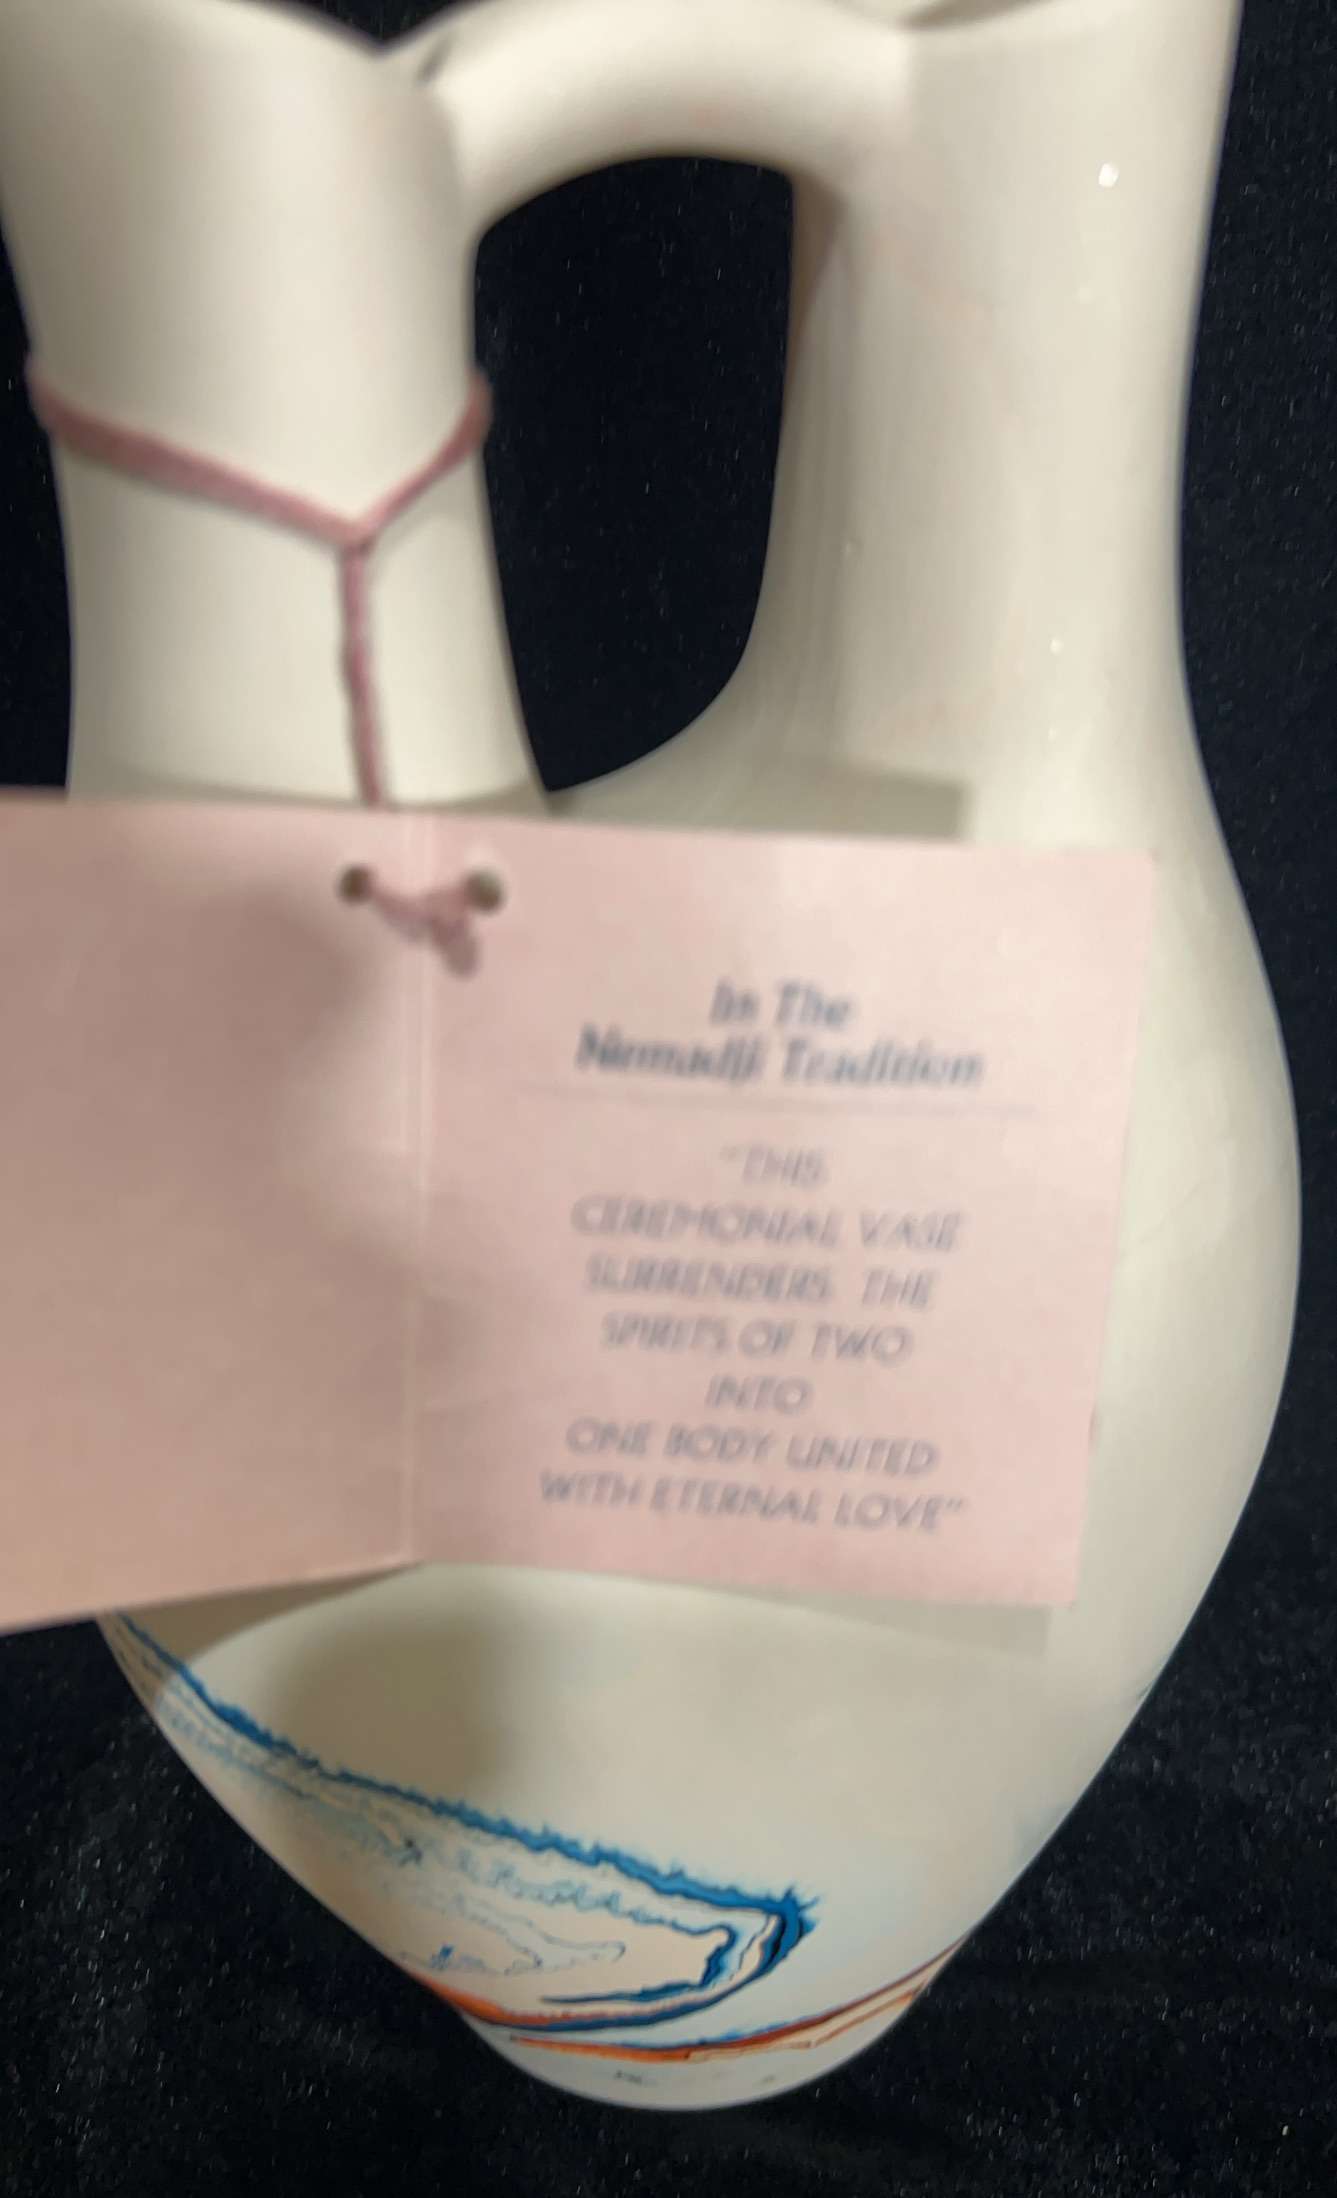 In The
Nemadji Tradition
"THIS
CEREMONIAL VASE
SURRENDERS THE
SPIRITS OF TWO
INTO
ONE BODY UNITED
WITH ETERNAL LOVE"